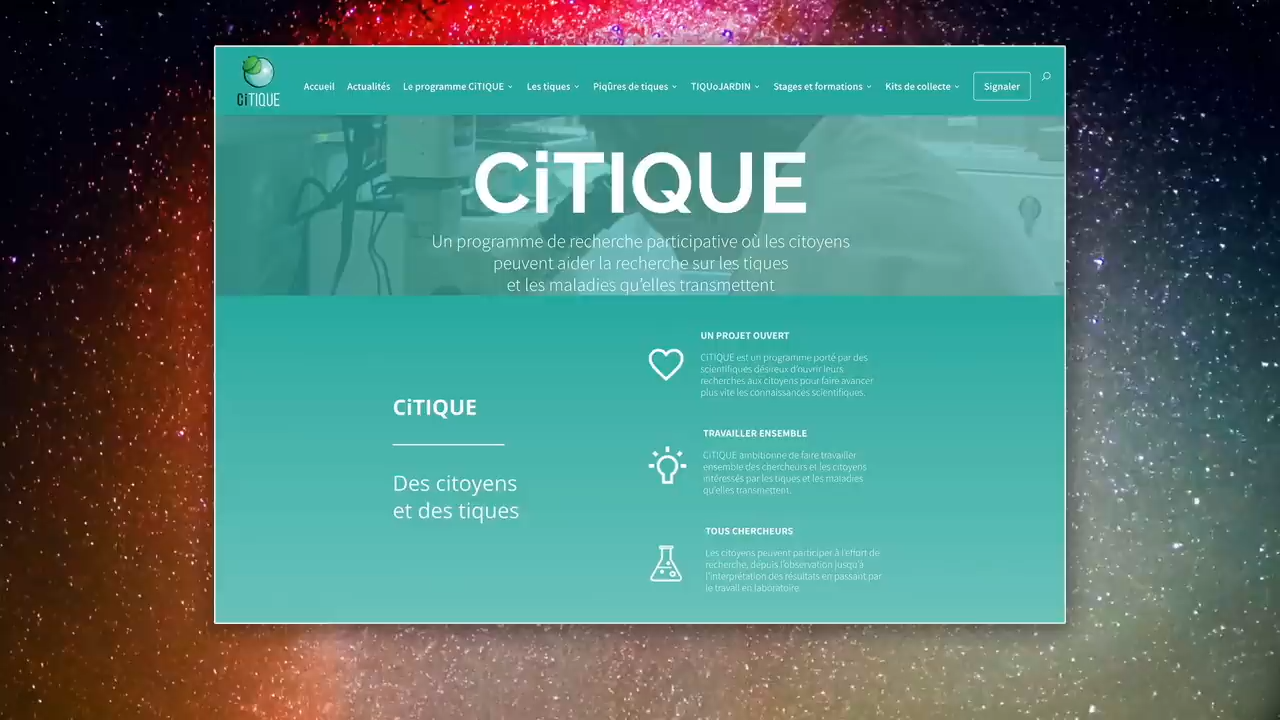 CiTIQUE
Accueil
Actualités
Le programme CiTIQUE
Les tiques
Piqûres de tiques
TIQUoJARDIN
Stages et formations
Kits de collecte
Signaler
CiTIQUE
Un programme de recherche participative où les citoyens
peuvent aider la recherche sur les tiques
et les maladies qu'elles transmettent
CiTIQUE
Des citoyens
et des tiques
UN PROJET OUVERT
CiTIQUE est un programme porté par des
scientifiques désrieux d'ouvrir leurs
recherches aux citoyens pour faire avancer
plus vite les connaissances scientifiques.
TRAVAILLER ENSEMBLE
CiTIQUE ambitionne de faire travailler
ensemble des chercheurs et les citoyens
intéressés par les tiques et les maladies
qu'elles transmettent.
TOUS CHERCHEURS
Les citoyens peuvent participer à l'effort de
recherche, depuis l'observation jusqu'à
l'interprétation des résultats en passant par
le travail en laboratoire.